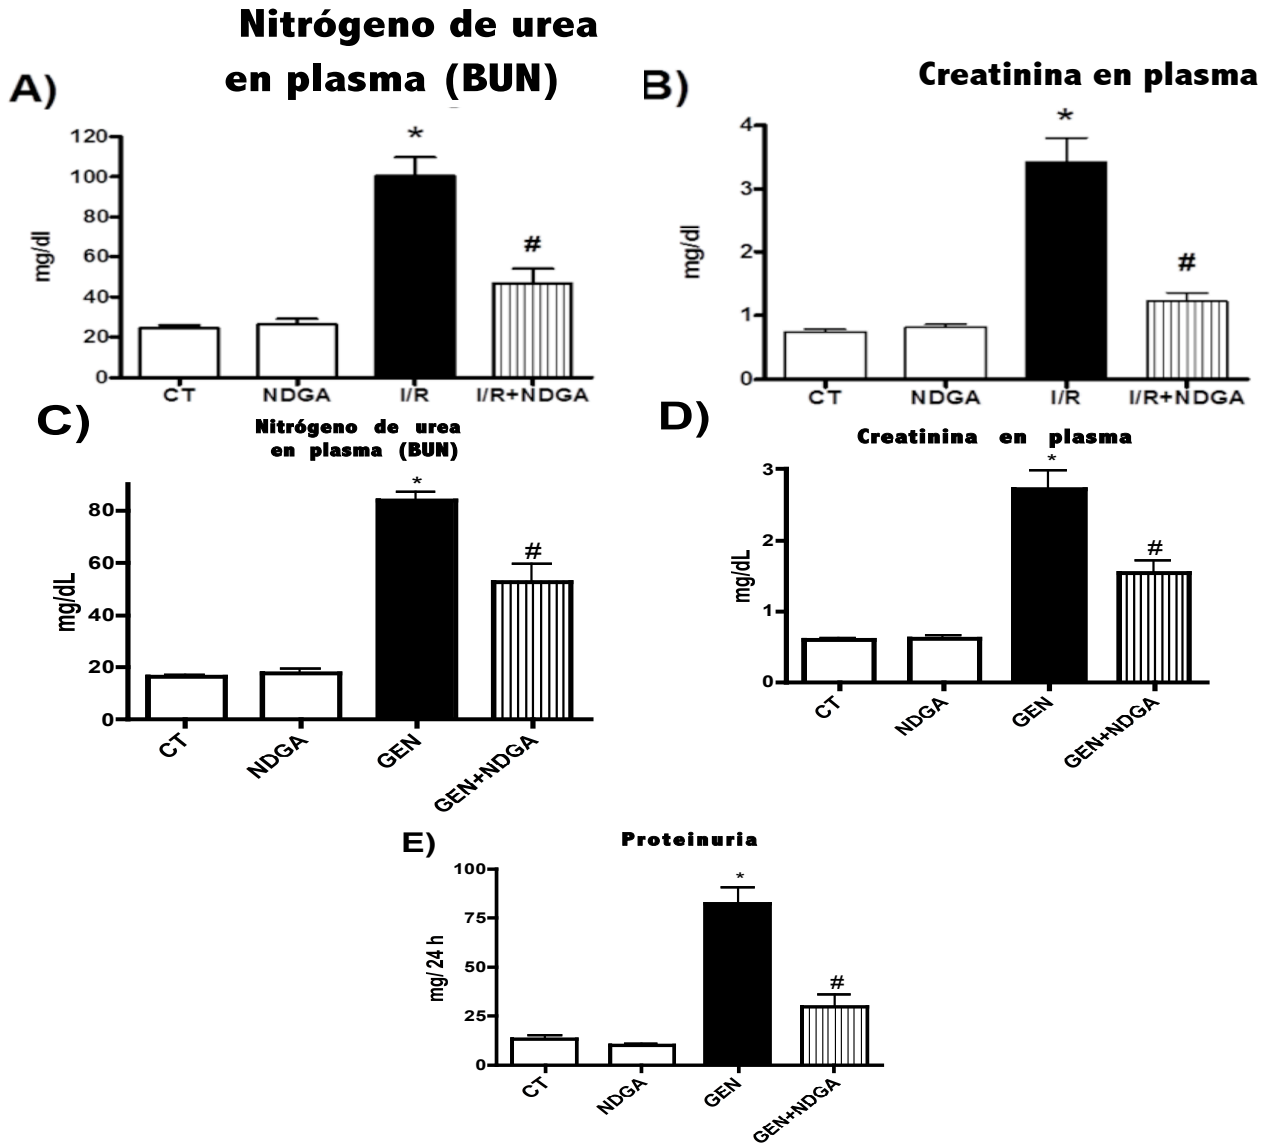 Nitrógeno de urea
en plasma (BUN)
A)
120
100
80
60
40
20
0
mg/dl
*
#
CT NDGA I/R I/R+NDGA
B)
Creatinina en plasma
4
3
2
1
0
mg/dl
*
#
CT NDGA I/R I/R+NDGA
C)
Nitrógeno de urea
en plasma (BUN)
80
60
40
20
0
mg/dL
*
#
CT
NDGA
GEN
GEN+NDGA
D)
Creatinina en plasma
3
2
1
0
mg/dL
*
#
CT
NDGA
GEN
GEN+NDGA
E)
Proteinuria
100
75
50
25
0
mg/ 24 h
*
#
CT
NDGA
GEN
GEN+NDGA